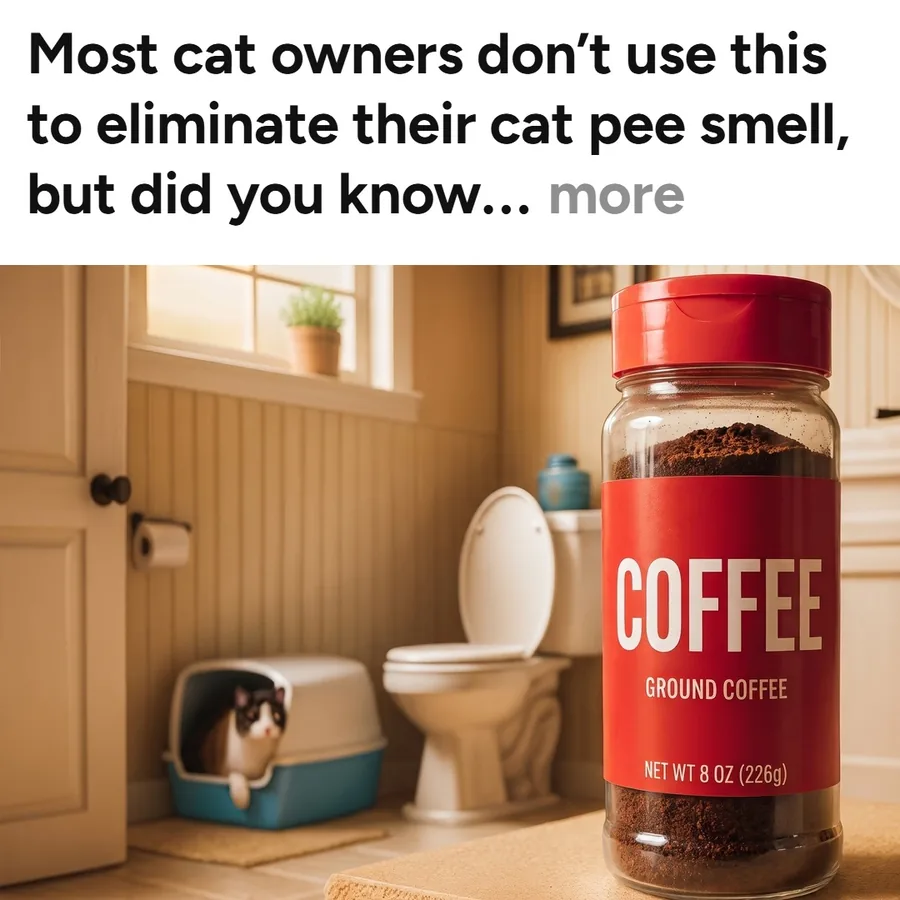 Most cat owners don’t use this
to eliminate their cat pee smell,
but did you know... more
COFFEE
GROUND COFFEE
NET WT 8 OZ (226g)